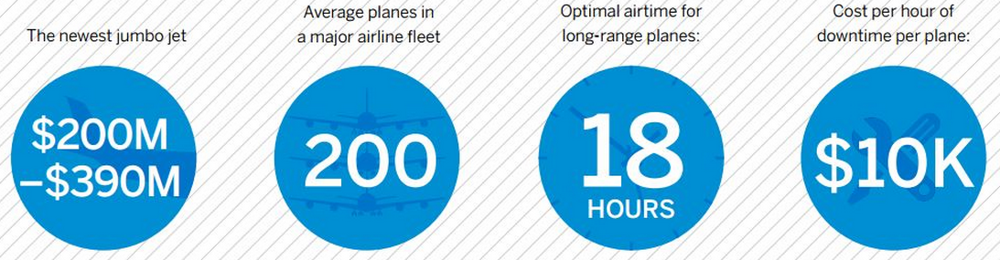 The newest jumbo jet
$200M
–$390M
Average planes in
a major airline fleet
200
Optimal airtime for
long-range planes:
18
HOURS
Cost per hour of
downtime per plane:
$10K